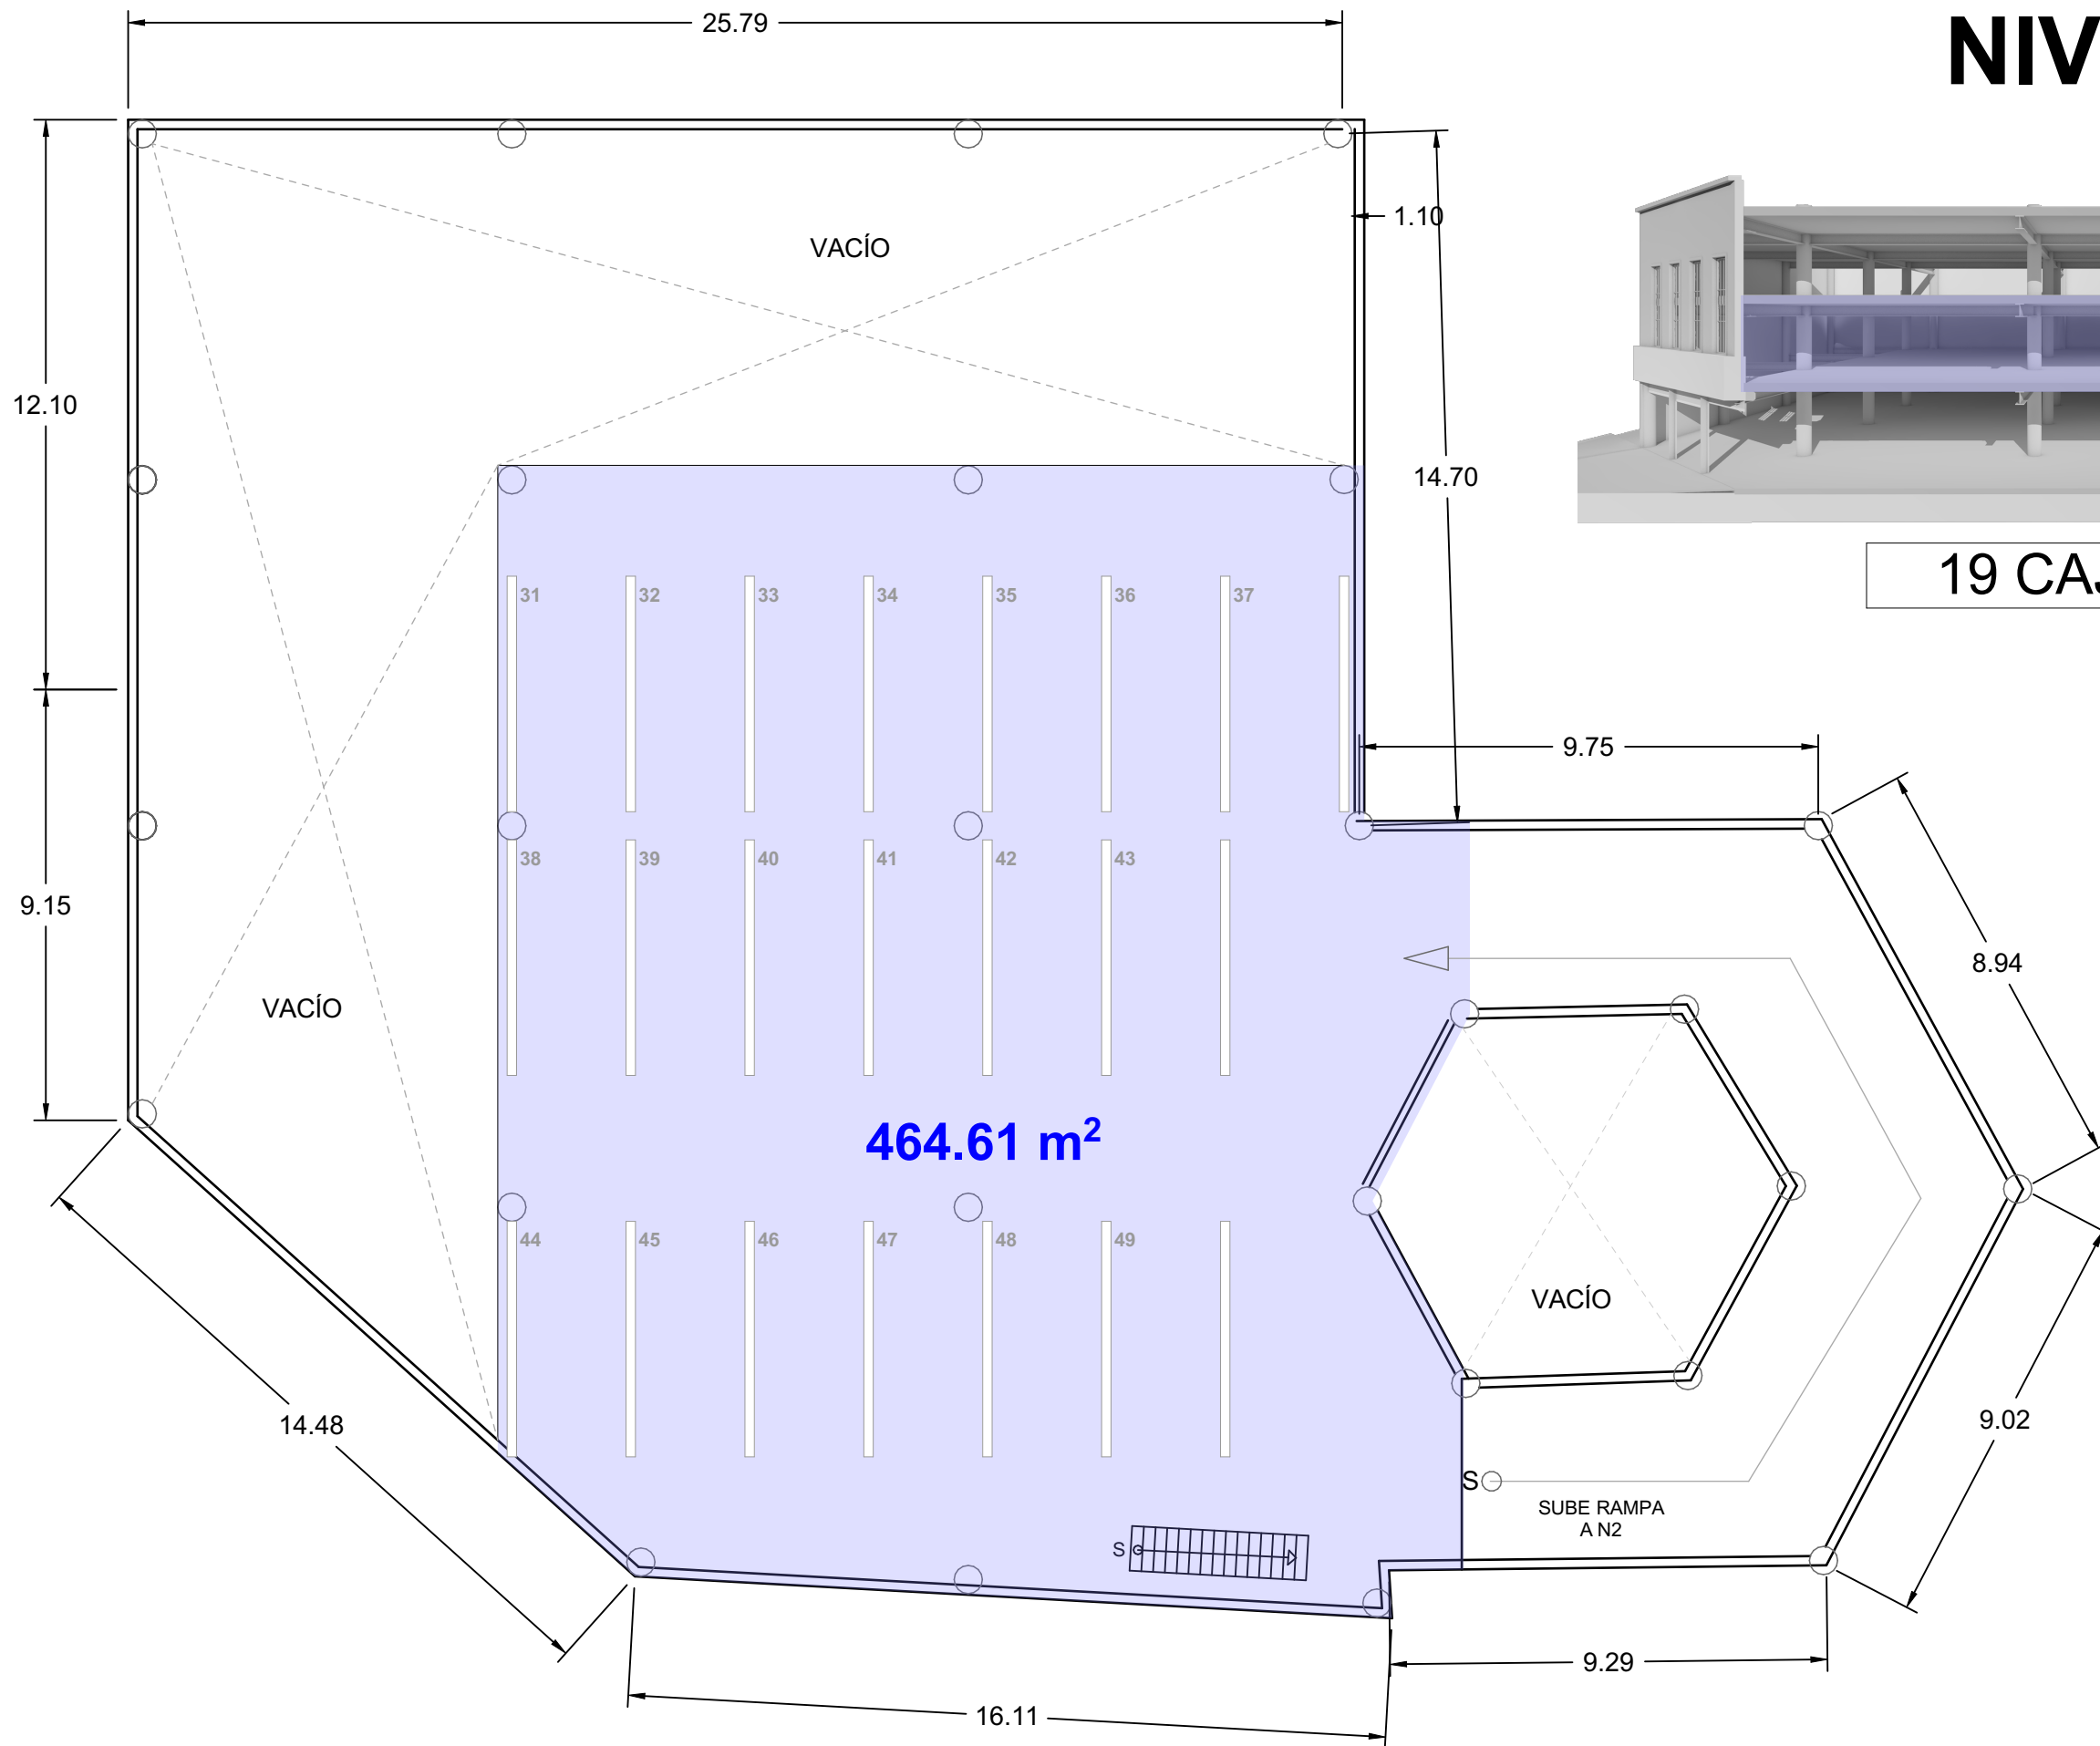 25.79
NIV
1.10
VACÍO
12.10
14.70
19 CAJ
31 32 33 34 35 36 37
9.75
38 39 40 41 42 43
9.15
8.94
VACÍO
464.61 m²
44 45 46 47 48 49
VACÍO
14.48
9.02
S
SUBE RAMPA
A N2
S
9.29
16.11